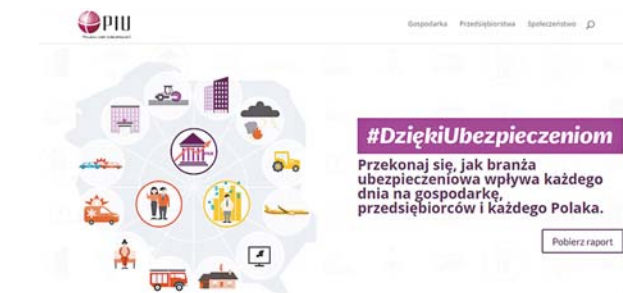 PIU
Gospodarka Przedsiębiorstwa Społeczeństwo
#DziękiUbezpieczeniom
Przekonaj się, jak branża
ubezpieczeniowa wpływa każdego
dnia na gospodarkę,
przedsiębiorców i każdego Polaka.
Pobierz raport